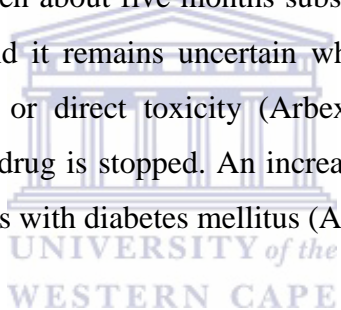 ch about five months subs
nd it remains uncertain wh
or direct toxicity (Arbex
drug is stopped. An increa
s with diabetes mellitus (A
UNIVERSITY of the
WESTERN CAPE